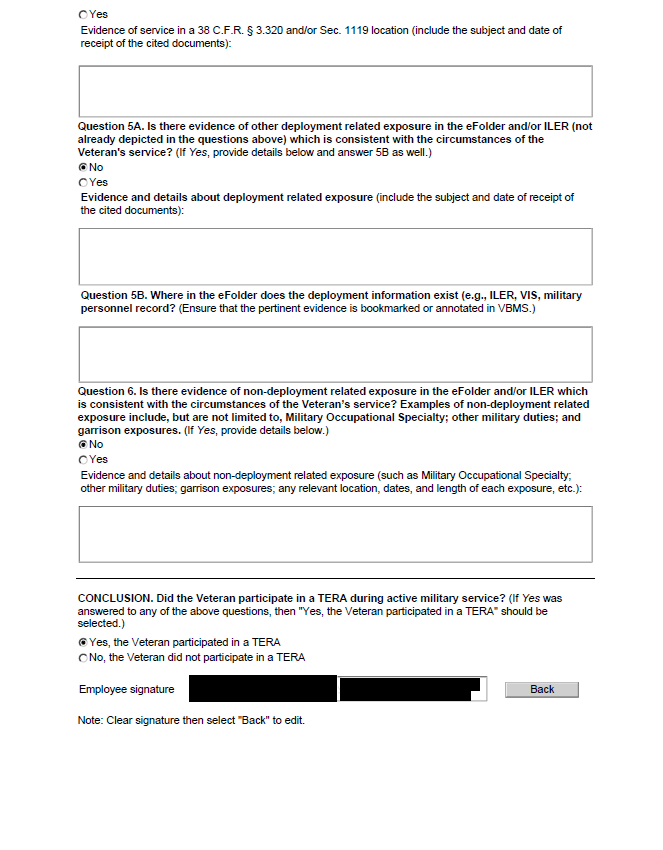 Yes
Evidence of service in a 38 C.F.R. § 3.320 and/or Sec. 1119 location (include the subject and date of
receipt of the cited documents):
Question 5A. Is there evidence of other deployment related exposure in the eFolder and/or ILER (not
already depicted in the questions above) which is consistent with the circumstances of the
Veteran's service? (If Yes, provide details below and answer 5B as well.)
No
Yes
Evidence and details about deployment related exposure (include the subject and date of receipt of
the cited documents):
Question 5B. Where in the eFolder does the deployment information exist (e.g., ILER, VIS, military
personnel record? (Ensure that the pertinent evidence is bookmarked or annotated in VBMS.)
Question 6. Is there evidence of non-deployment related exposure in the eFolder and/or ILER which
is consistent with the circumstances of the Veteran's service? Examples of non-deployment related
exposure include, but are not limited to, Military Occupational Specialty; other military duties; and
garrison exposures. (If Yes, provide details below.)
No
Yes
Evidence and details about non-deployment related exposure (such as Military Occupational Specialty;
other military duties; garrison exposures; any relevant location, dates, and length of each exposure, etc.):
CONCLUSION. Did the Veteran participate in a TERA during active military service? (If Yes was
answered to any of the above questions, then "Yes, the Veteran participated in a TERA" should be
selected.)
Yes, the Veteran participated in a TERA
No, the Veteran did not participate in a TERA
Employee signature
Back
Note: Clear signature then select "Back" to edit.